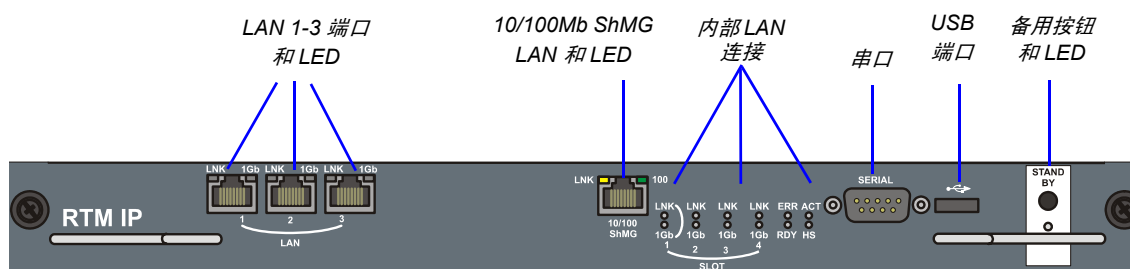 LAN 1-3 端口
和 LED
10/100Mb ShMG
LAN 和 LED
内部 LAN
连接
串口
USB
端口
备用按钮
和 LED
LNK 1Gb LNK 1Gb LNK 1Gb
LNK 100
SERIAL
STAND
BY
RTM IP
1 2 3
LAN
10/100
ShMG
LNK LNK LNK LNK ERR ACT
1Gb 1Gb 1Gb 1Gb RDY HS
1 2 3 4
SLOT